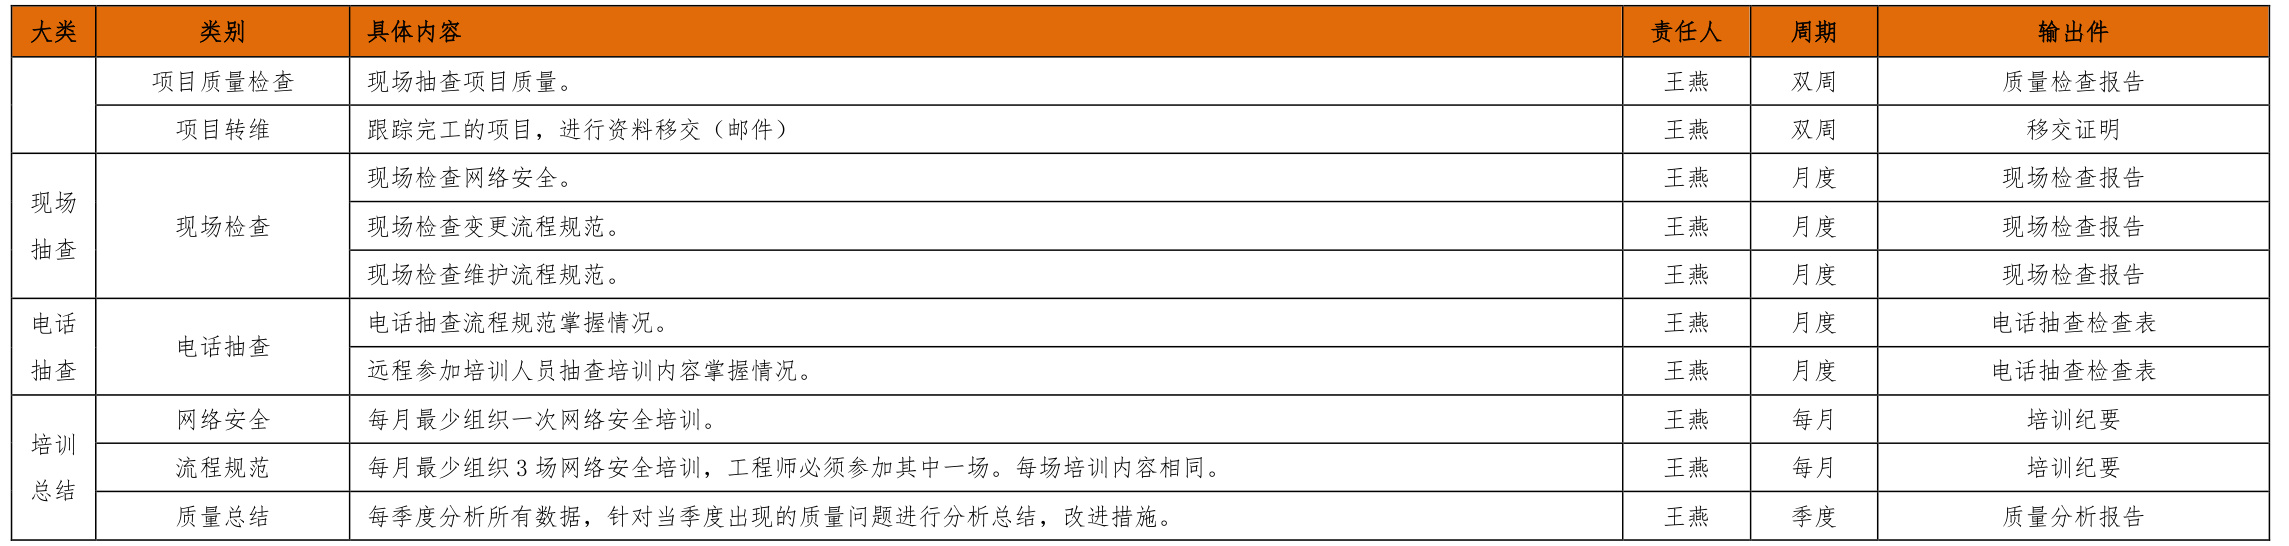 大类 类别 具体内容 责任人 周期 输出件
项目质量检查 现场抽查项目质量。 王燕 双周 质量检查报告
项目转维 跟踪完工的项目，进行资料移交（邮件） 王燕 双周 移交证明
现场
抽查
现场检查
现场检查网络安全。 王燕 月度 现场检查报告
现场检查变更流程规范。 王燕 月度 现场检查报告
现场检查维护流程规范。 王燕 月度 现场检查报告
电话
抽查
电话抽查
电话抽查流程规范掌握情况。 王燕 月度 电话抽查检查表
远程参加培训人员抽查培训内容掌握情况。 王燕 月度 电话抽查检查表
培训
总结
网络安全 每月最少组织一次网络安全培训。 王燕 每月 培训纪要
流程规范 每月最少组织 3 场网络安全培训，工程师必须参加其中一场。每场培训内容相同。 王燕 每月 培训纪要
质量总结 每季度分析所有数据，针对当季度出现的质量问题进行分析总结，改进措施。 王燕 季度 质量分析报告